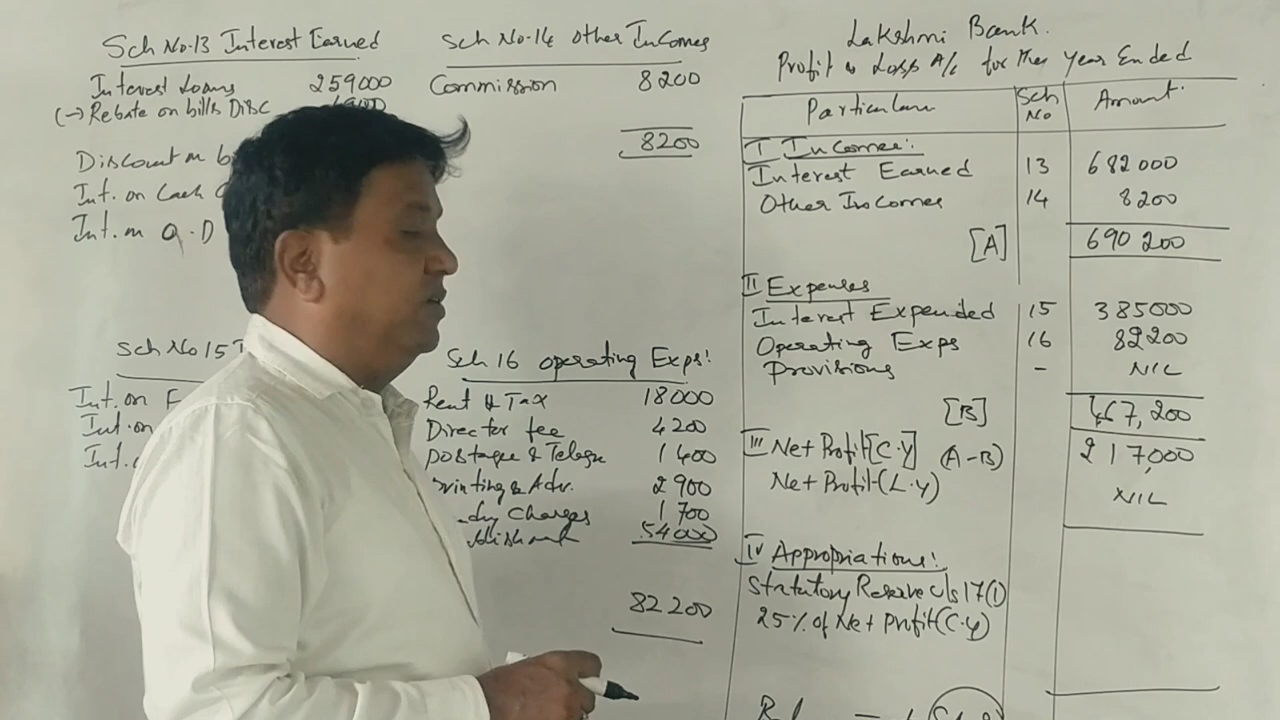 Sch No.13 Interest Earned
Interest Loans 259000
(-) Rebate on bills Disc
Discount on
Int. on Cash
Int. on O.D
Sch No.14 Other Incomes
Commission 8200
8200
Sch No 15
Int. on F
Int. on
Int.
Sch 16 operating Exps:
Rent & Tax 18000
Director fee 4200
postage & Telegr 1400
rinting & Adv. 2900
dry Charges 1700
54000
82200
Lakshmi Bank.
Profit & Loss A/c for the Year Ended
Particulars Sch No Amount.
I Incomes:
Interest Earned 13 682000
Other Incomes 14 8200
[A] 690 200
II Expenses
Interest Expended 15 385000
Operating Exps 16 82200
Provisions - NIL
[B] 467,200
III Net Profit [C.Y] (A-B) 217,000
Net Profit (L.Y) NIL
IV Appropriations:
Statutory Reserve U/s 17(1)
25% of Net Profit (C.Y)